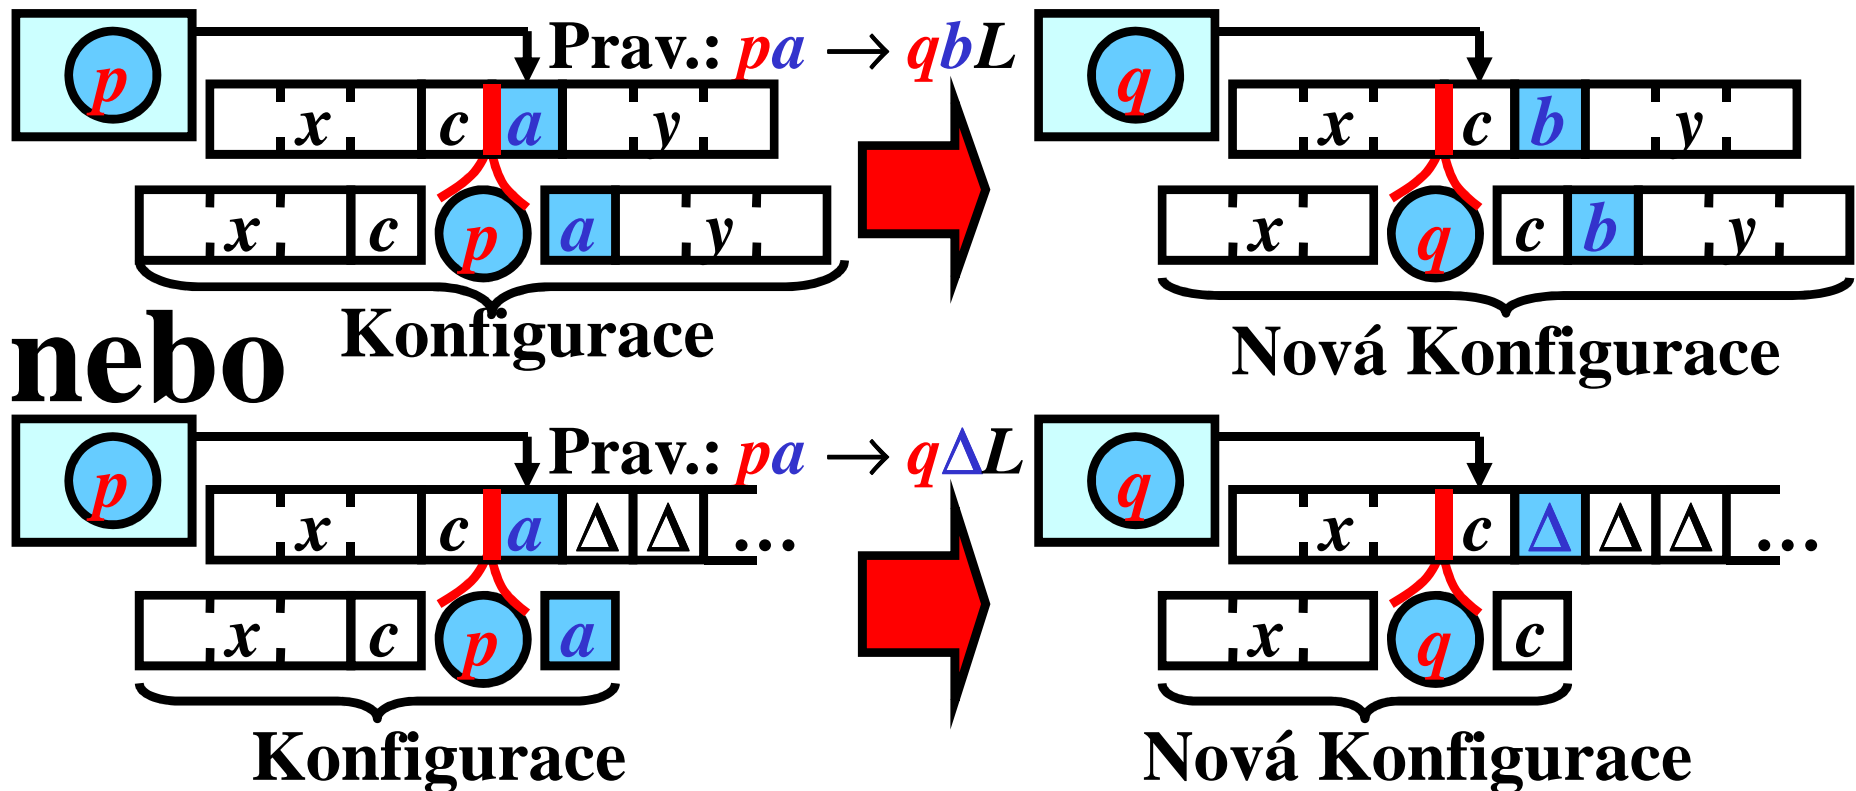 p Prav.: pa → qbL q
x c a y x c b y
x c p a y x q c b y
Konfigurace Nová Konfigurace
nebo
p Prav.: pa → qΔL q
x c a Δ Δ ... x c Δ Δ Δ ...
x c p a x q c
Konfigurace Nová Konfigurace